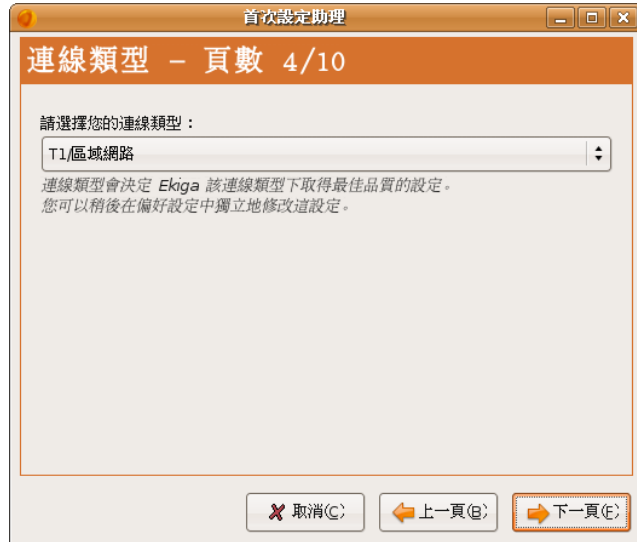 首次設定助理
連線類型 – 頁數 4/10
請選擇您的連線類型：
T1/區域網路
連線類型會決定 Ekiga 該連線類型下取得最佳品質的設定。
您可以稍後在偏好設定中獨立地修改這設定。
取消(C) 上一頁(B) 下一頁(F)